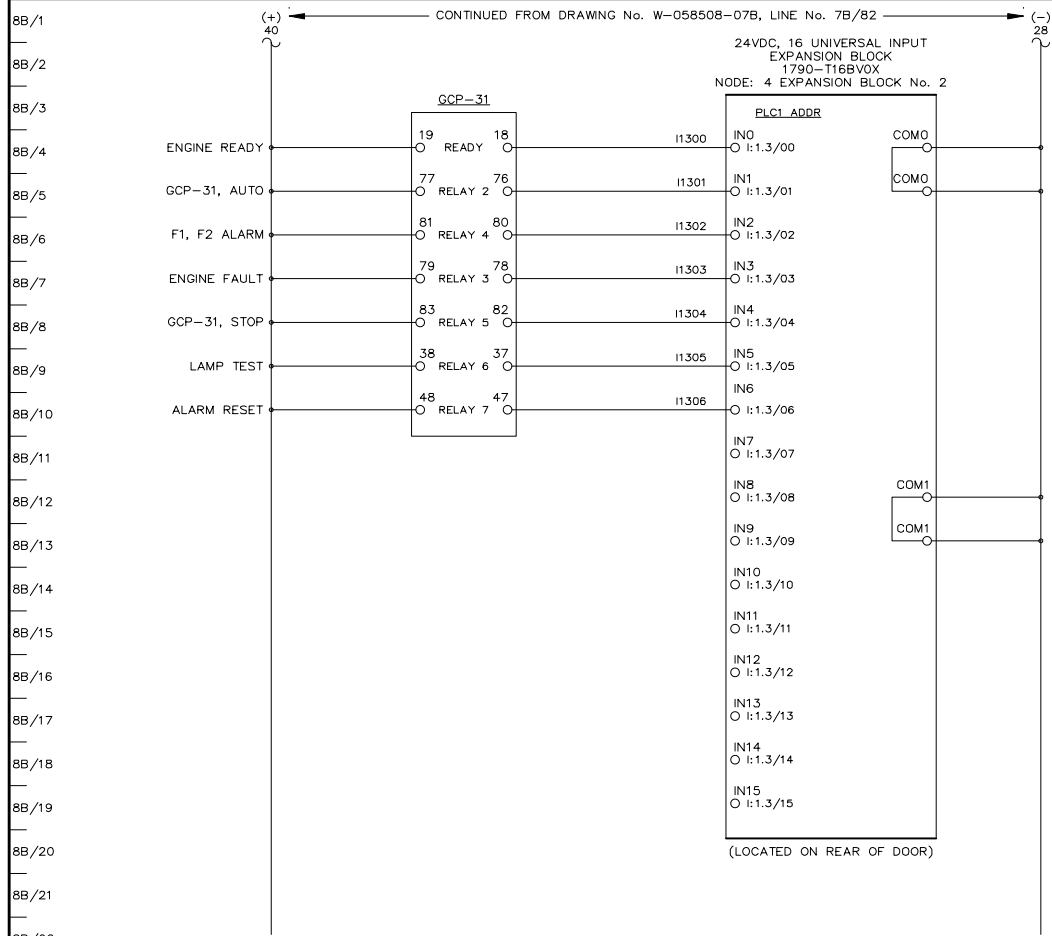 8B/1 (+) CONTINUED FROM DRAWING No. W-058508-07B, LINE No. 7B/82 (-)
40 28
24VDC, 16 UNIVERSAL INPUT
8B/2 EXPANSION BLOCK
1790-T16BV0X
NODE: 4 EXPANSION BLOCK No. 2
8B/3 GCP-31
PLC1 ADDR
19 18 I1300 IN0 COM0
8B/4 ENGINE READY READY I:1.3/00
77 76 I1301 IN1 COM0
8B/5 GCP-31, AUTO RELAY 2 I:1.3/01
81 80 I1302 IN2
8B/6 F1, F2 ALARM RELAY 4 I:1.3/02
79 78 I1303 IN3
8B/7 ENGINE FAULT RELAY 3 I:1.3/03
83 82 I1304 IN4
8B/8 GCP-31, STOP RELAY 5 I:1.3/04
38 37 I1305 IN5
8B/9 LAMP TEST RELAY 6 I:1.3/05
48 47 I1306 IN6
8B/10 ALARM RESET RELAY 7 I:1.3/06
IN7
8B/11 I:1.3/07
IN8 COM1
8B/12 I:1.3/08
IN9 COM1
8B/13 I:1.3/09
IN10
8B/14 I:1.3/10
IN11
8B/15 I:1.3/11
IN12
8B/16 I:1.3/12
IN13
8B/17 I:1.3/13
IN14
8B/18 I:1.3/14
IN15
8B/19 I:1.3/15
8B/20 (LOCATED ON REAR OF DOOR)
8B/21